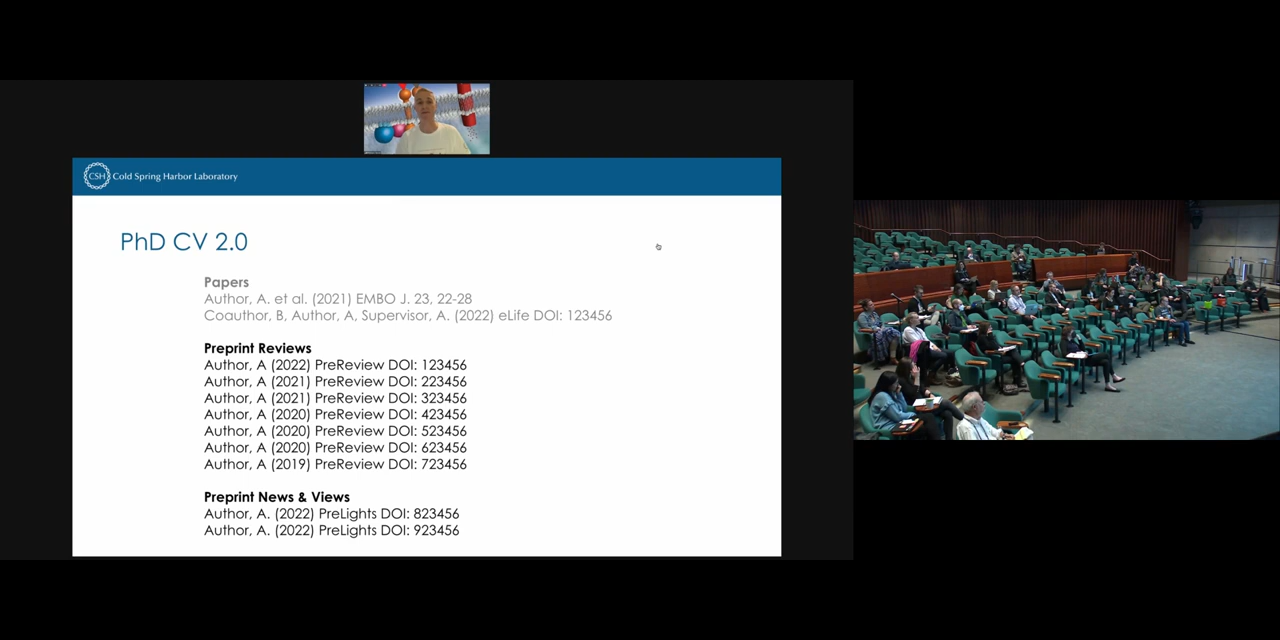 CSH Cold Spring Harbor Laboratory
PhD CV 2.0
Papers
Author, A. et al. (2021) EMBO J. 23, 22-28
Coauthor, B, Author, A, Supervisor, A. (2022) eLife DOI: 123456
Preprint Reviews
Author, A (2022) PreReview DOI: 123456
Author, A (2021) PreReview DOI: 223456
Author, A (2021) PreReview DOI: 323456
Author, A (2020) PreReview DOI: 423456
Author, A (2020) PreReview DOI: 523456
Author, A (2020) PreReview DOI: 623456
Author, A (2019) PreReview DOI: 723456
Preprint News & Views
Author, A. (2022) PreLights DOI: 823456
Author, A. (2022) PreLights DOI: 923456